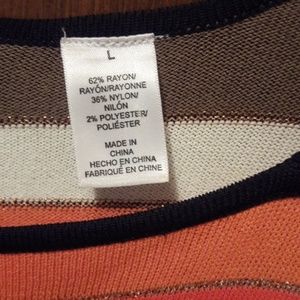 L
62% RAYON/
RAYÓN/RAYONNE
36% NYLON/
NILÓN
2% POLYESTER/
POLIÉSTER
MADE IN
CHINA
HECHO EN CHINA
FABRIQUÉ EN CHINE